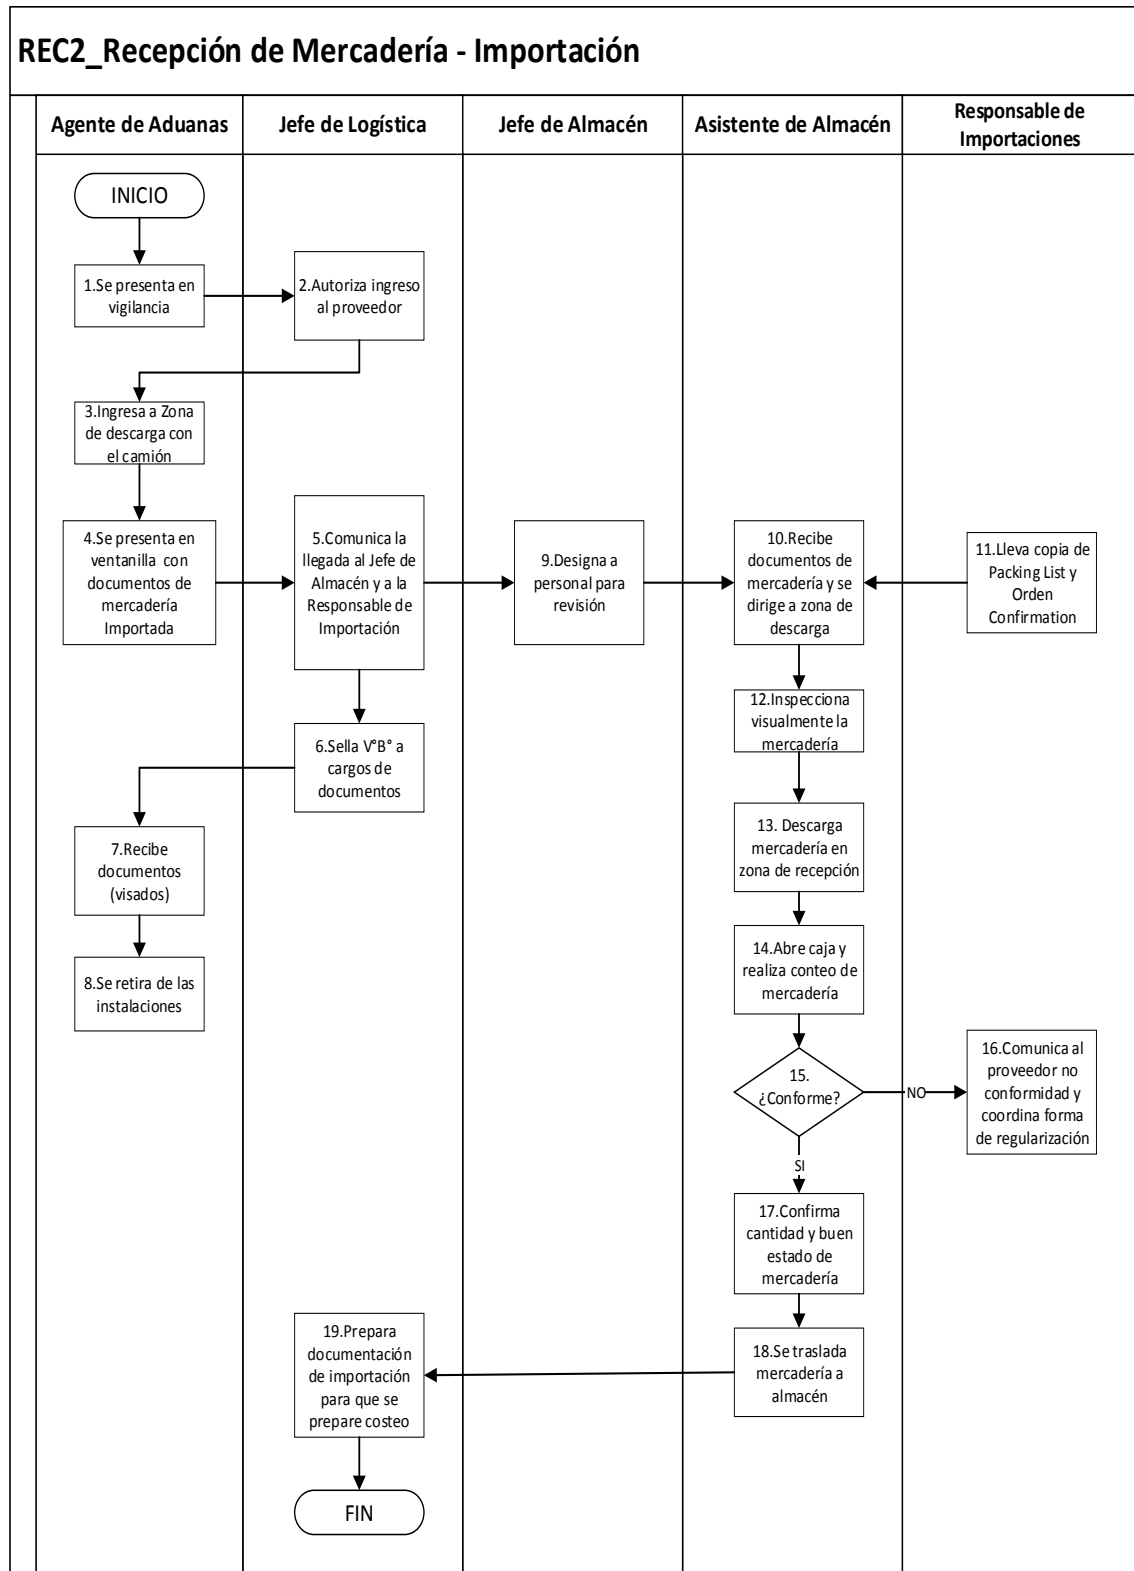 REC2_Recepción de Mercadería - Importación
Agente de Aduanas
Jefe de Logística
Jefe de Almacén
Asistente de Almacén
Responsable de
Importaciones
INICIO
1.Se presenta en
vigilancia
2.Autoriza ingreso
al proveedor
3.Ingresa a Zona
de descarga con
el camión
4.Se presenta en
ventanilla con
documentos de
mercadería
Importada
5.Comunica la
llegada al Jefe de
Almacén y a la
Responsable de
Importación
9.Designa a
personal para
revisión
10.Recibe
documentos de
mercadería y se
dirige a zona de
descarga
11.Lleva copia de
Packing List y
Orden
Confirmation
12.Inspecciona
visualmente la
mercadería
6.Sella V°B° a
cargos de
documentos
13. Descarga
mercadería en
zona de recepción
7.Recibe
documentos
(visados)
14.Abre caja y
realiza conteo de
mercadería
8.Se retira de las
instalaciones
15.
¿Conforme?
NO
16.Comunica al
proveedor no
conformidad y
coordina forma
de regularización
SI
17.Confirma
cantidad y buen
estado de
mercadería
18.Se traslada
mercadería a
almacén
19.Prepara
documentación
de importación
para que se
prepare costeo
FIN